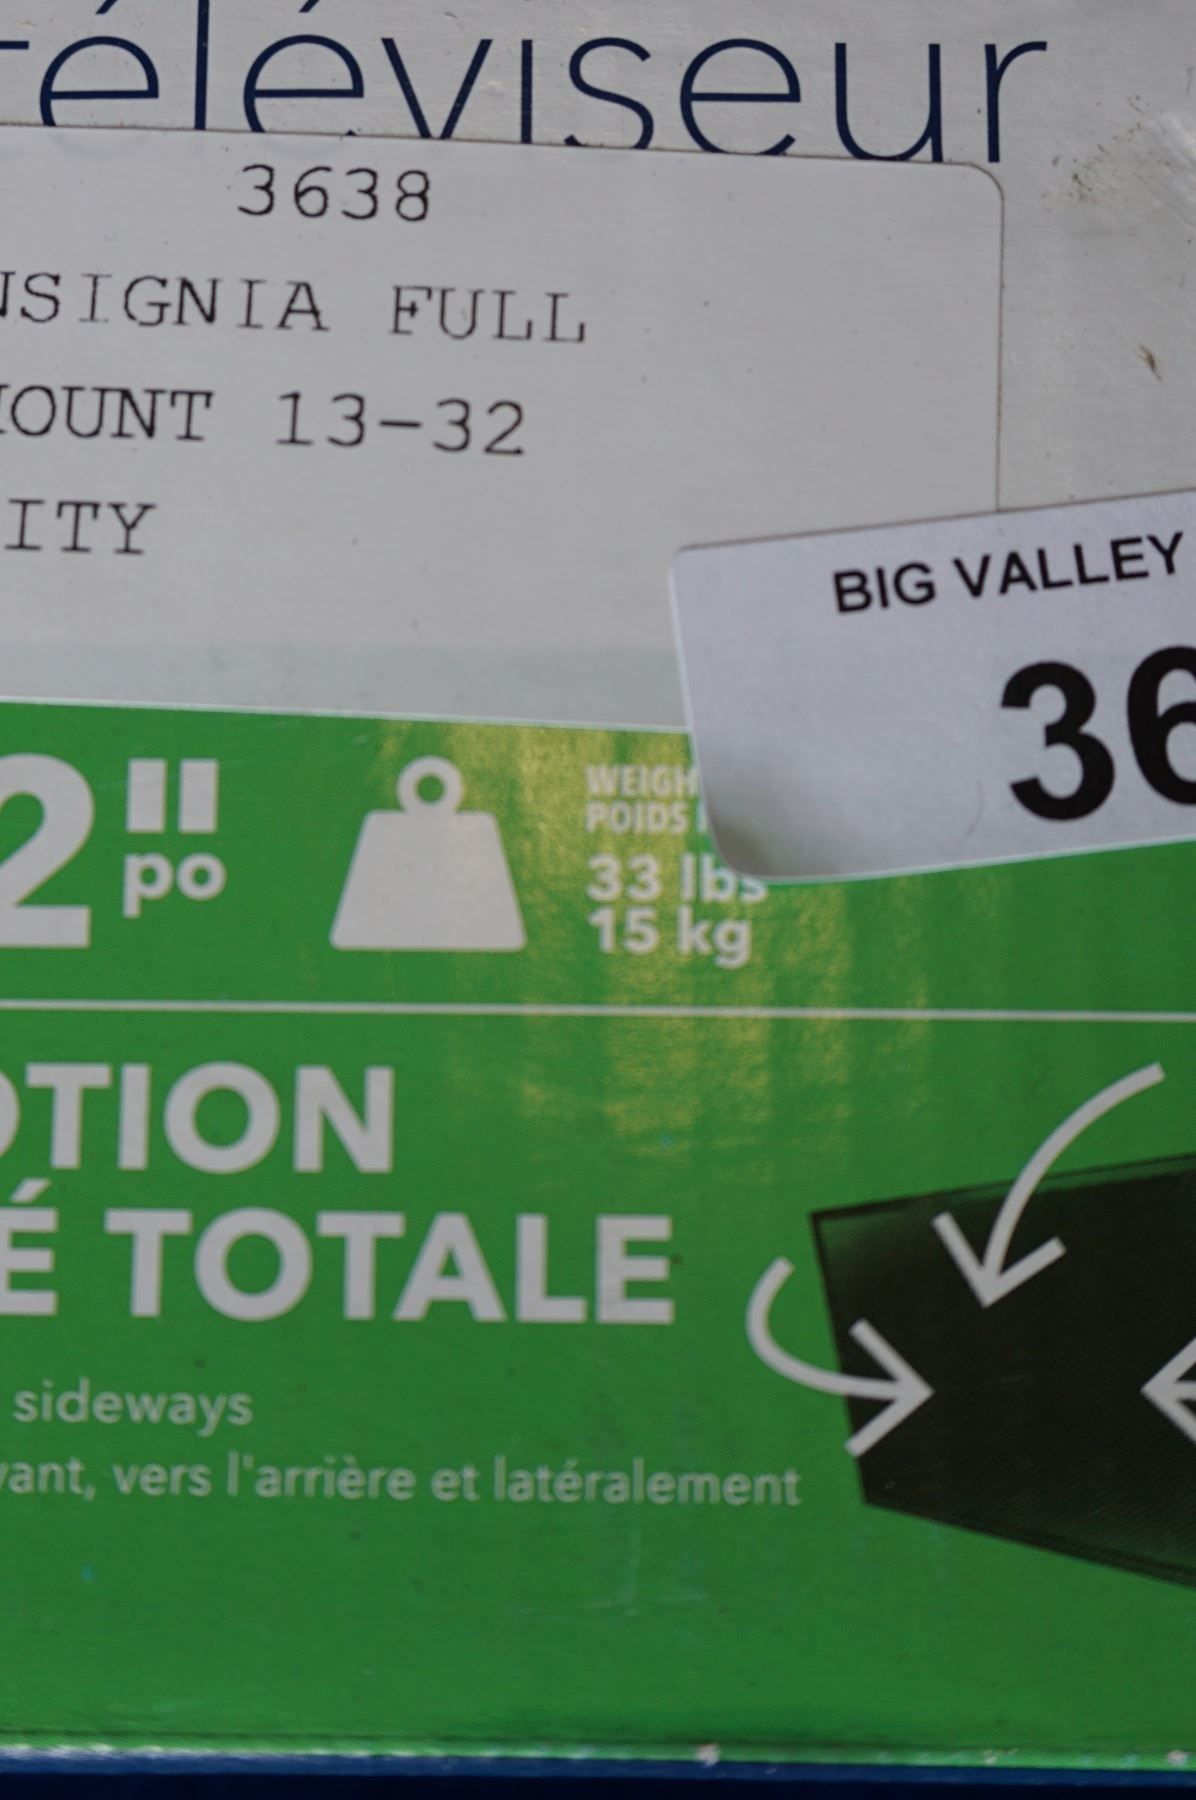 téléviseur
3638
NSIGNIA FULL
MOUNT 13-32
ITY
BIG VALLEY
36
2"
po
WEIGH
POIDS
33 lbs
15 kg
OTION
É TOTALE
sideways
vant, vers l'arrière et latéralement